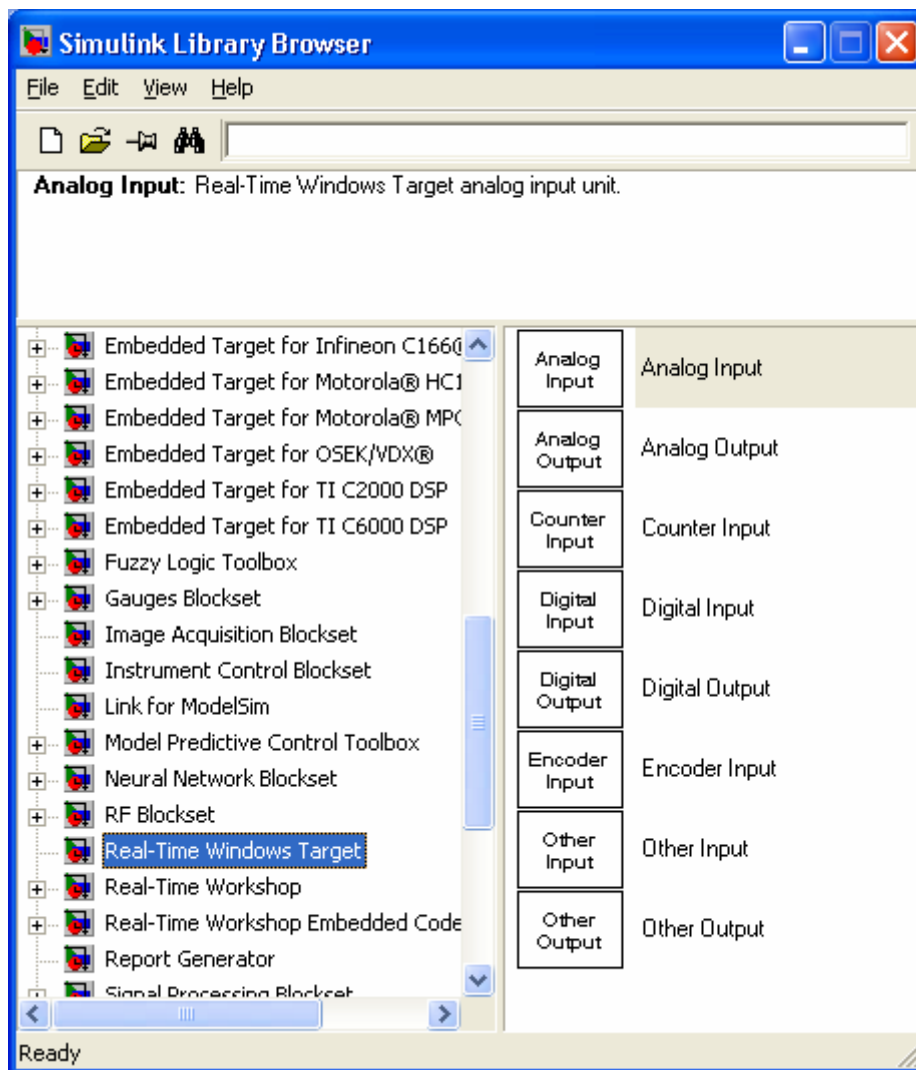 Simulink Library Browser
File Edit View Help
Analog Input: Real-Time Windows Target analog input unit.
Embedded Target for Infineon C166
Embedded Target for Motorola® HC1
Embedded Target for Motorola® MPC
Embedded Target for OSEK/VDX®
Embedded Target for TI C2000 DSP
Embedded Target for TI C6000 DSP
Fuzzy Logic Toolbox
Gauges Blockset
Image Acquisition Blockset
Instrument Control Blockset
Link for ModelSim
Model Predictive Control Toolbox
Neural Network Blockset
RF Blockset
Real-Time Windows Target
Real-Time Workshop
Real-Time Workshop Embedded Code
Report Generator
Signal Processing Blockset
Analog
Input
Analog Input
Analog
Output
Analog Output
Counter
Input
Counter Input
Digital
Input
Digital Input
Digital
Output
Digital Output
Encoder
Input
Encoder Input
Other
Input
Other Input
Other
Output
Other Output
Ready